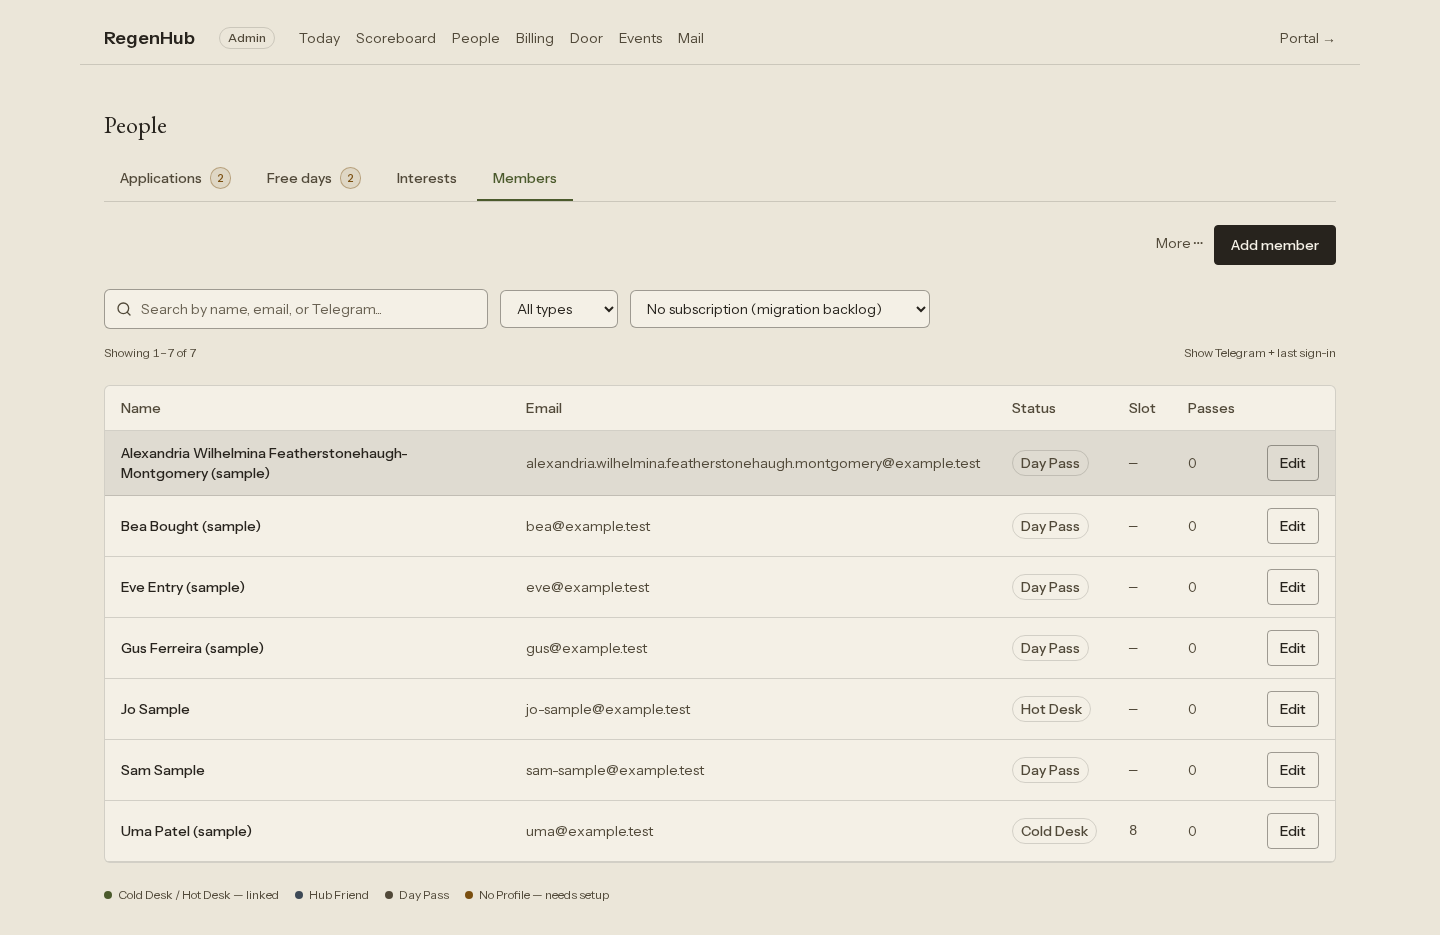 RegenHub Admin Today Scoreboard People Billing Door Events Mail Portal →
People
Applications 2 Free days 2 Interests Members
More ··· Add member
Search by name, email, or Telegram... All types No subscription (migration backlog)
Showing 1–7 of 7 Show Telegram + last sign-in
Name Email Status Slot Passes
Alexandria Wilhelmina Featherstonehaugh-
Montgomery (sample) alexandria.wilhelmina.featherstonehaugh.montgomery@example.test Day Pass — 0 Edit
Bea Bought (sample) bea@example.test Day Pass — 0 Edit
Eve Entry (sample) eve@example.test Day Pass — 0 Edit
Gus Ferreira (sample) gus@example.test Day Pass — 0 Edit
Jo Sample jo-sample@example.test Hot Desk — 0 Edit
Sam Sample sam-sample@example.test Day Pass — 0 Edit
Uma Patel (sample) uma@example.test Cold Desk 8 0 Edit
Cold Desk / Hot Desk — linked Hub Friend Day Pass No Profile — needs setup